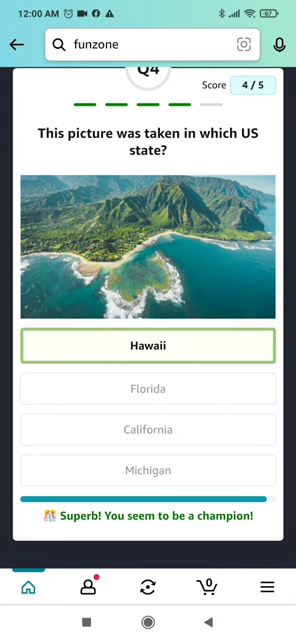 12:00 AM
67
funzone
Q4
Score 4 / 5
This picture was taken in which US
state?
Hawaii
Florida
California
Michigan
🎊 Superb! You seem to be a champion!
0